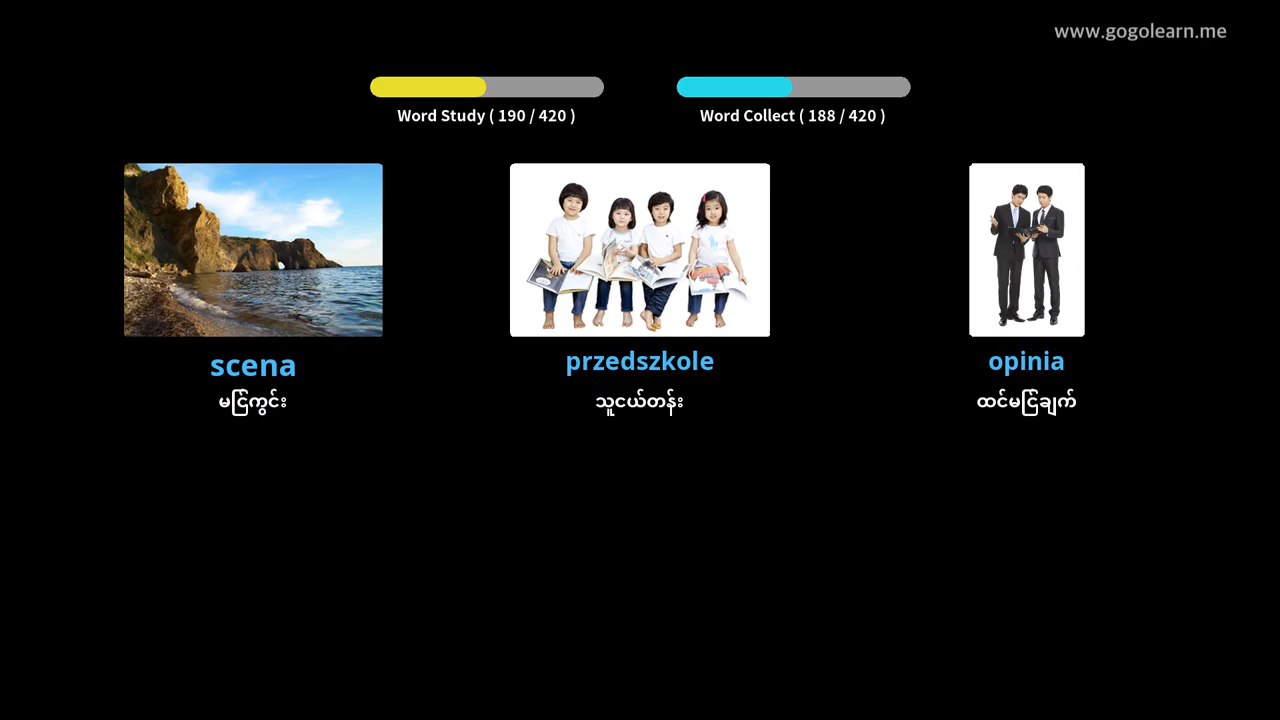 www.gogolearn.me
Word Study ( 190 / 420 )
Word Collect ( 188 / 420 )
scena
မြင်ကွင်း
przedszkole
သူငယ်တန်း
opinia
ထင်မြင်ချက်